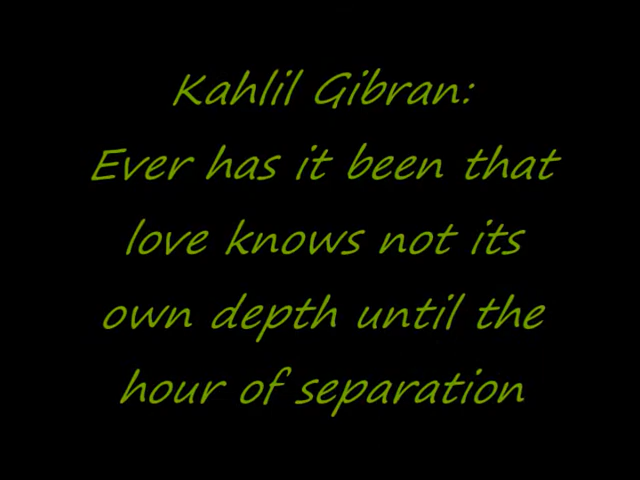 Kahlil Gibran:
Ever has it been that
love knows not its
own depth until the
hour of separation